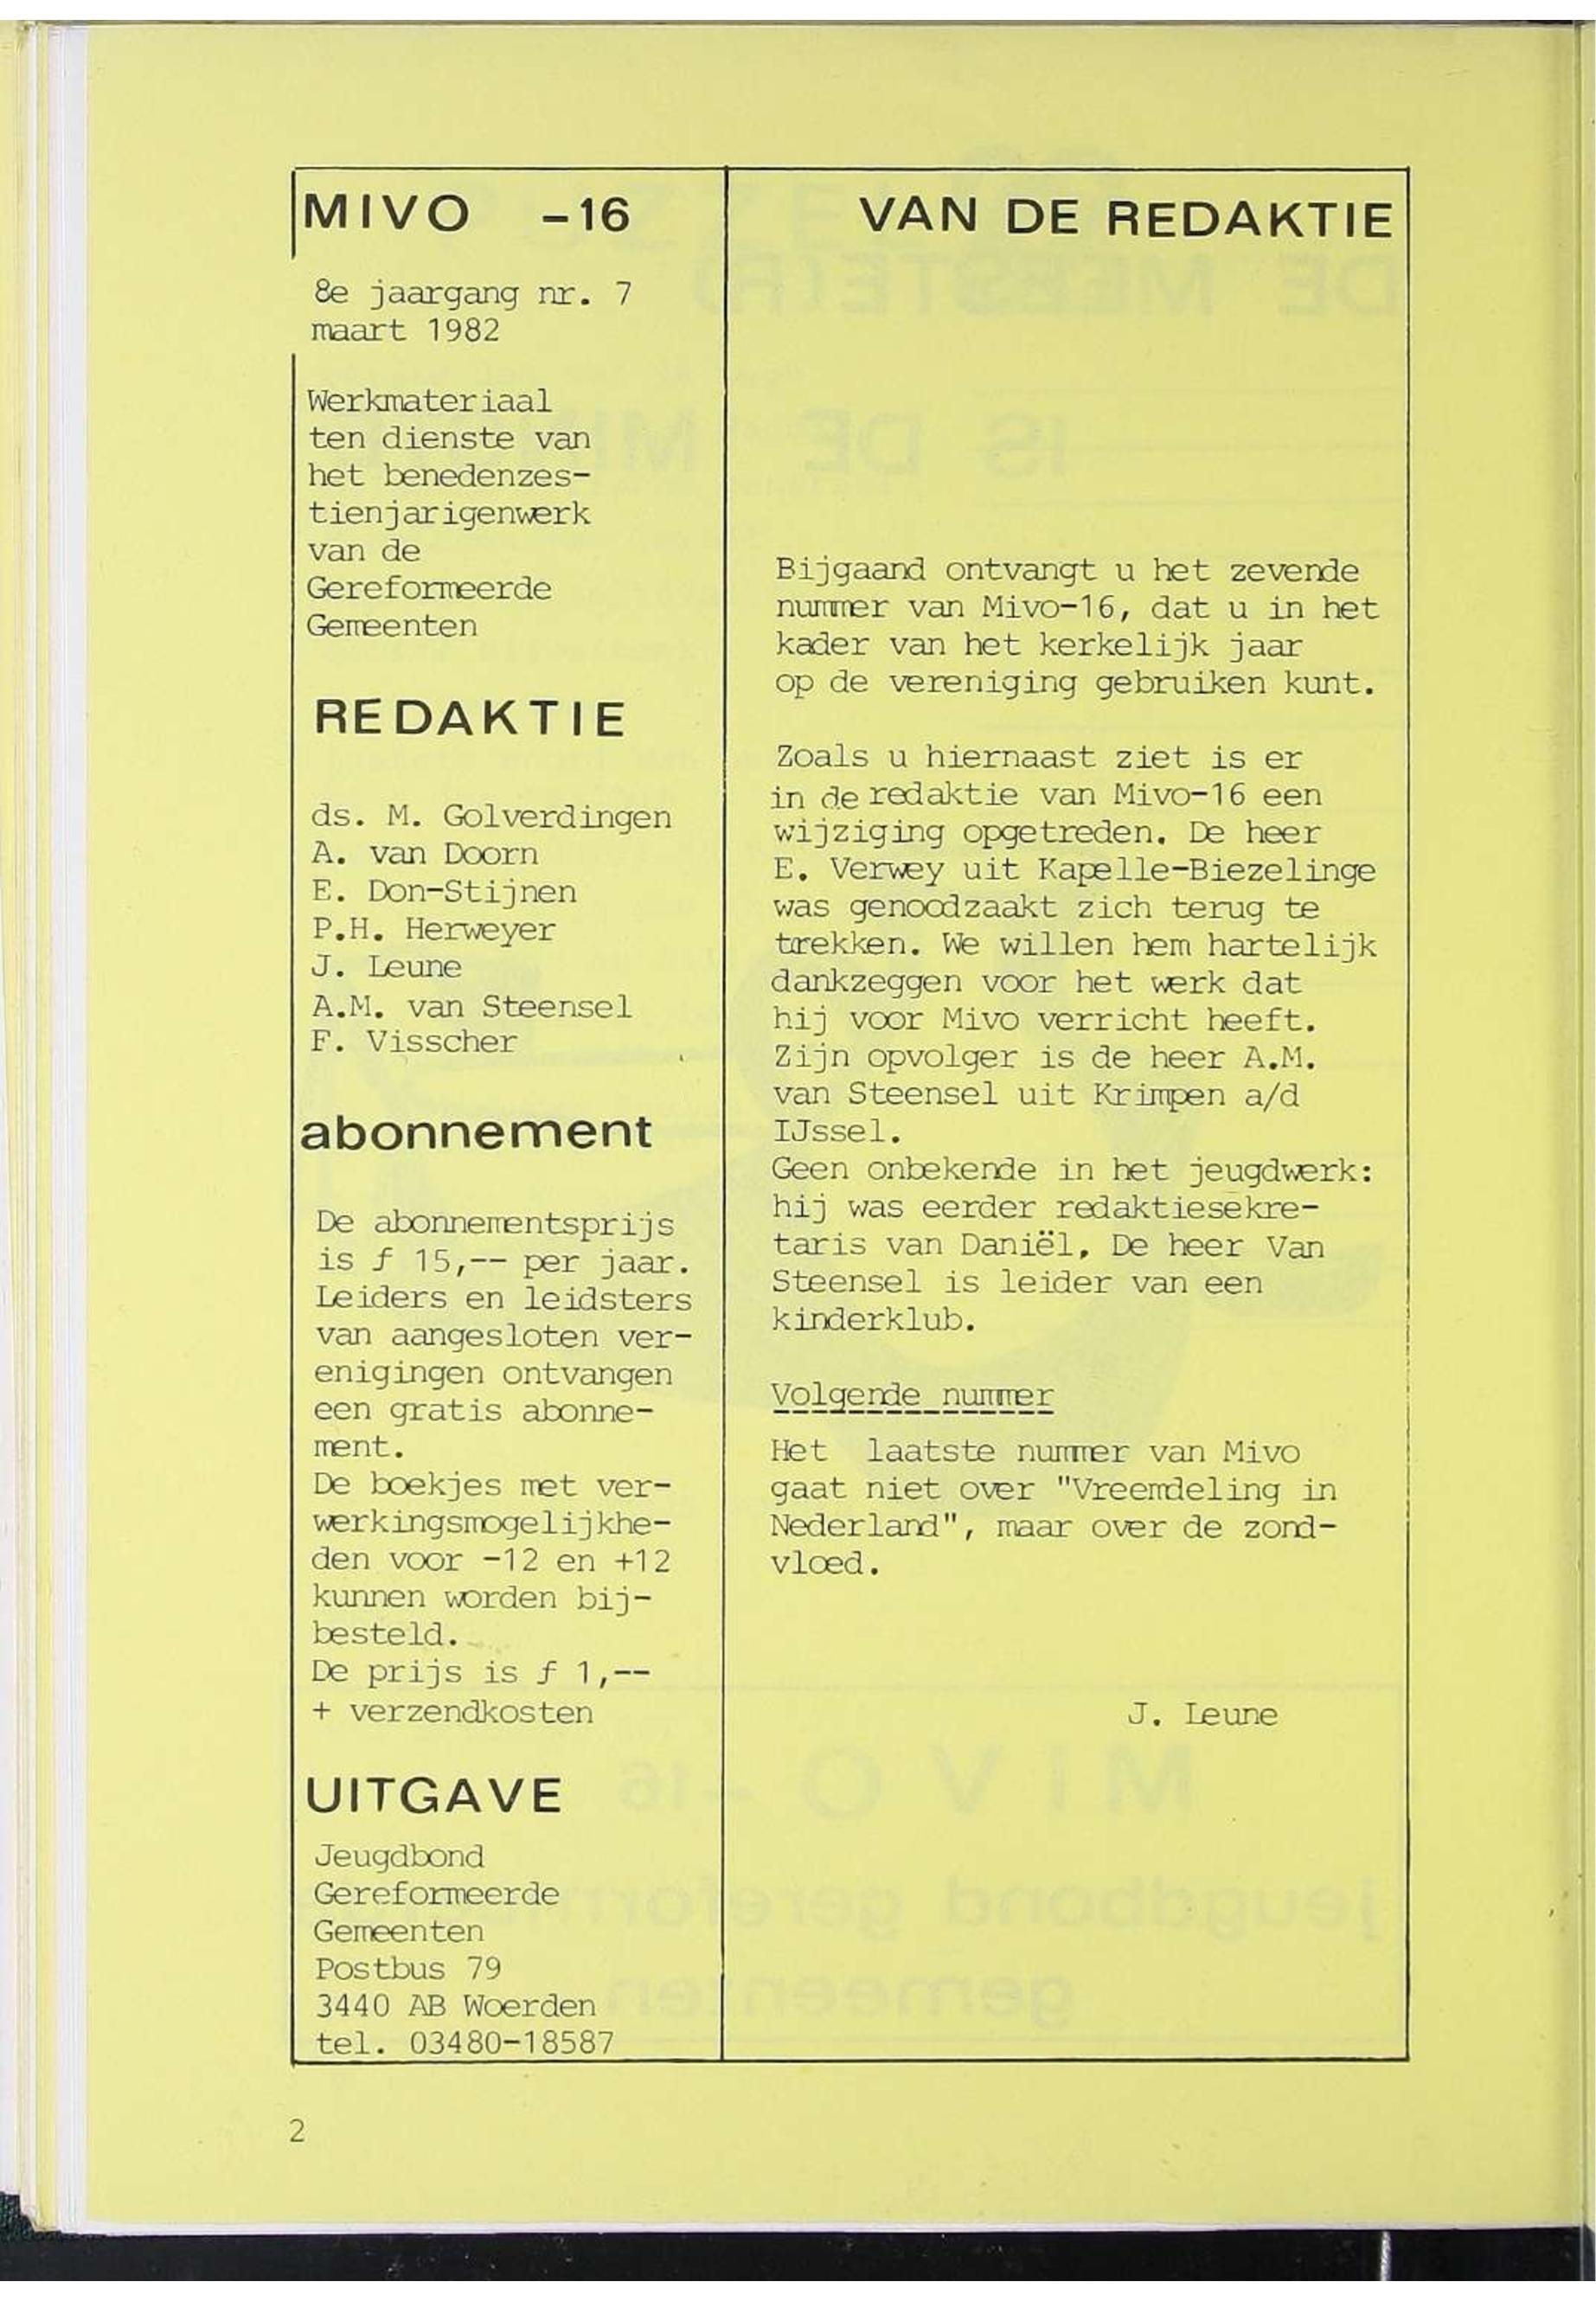 MIVO -16
8e jaargang nr. 7
maart 1982
Werkmateriaal
ten dienste van
het benedenzes-
tienjarigenwerk
van de
Gereformeerde
Gemeenten
REDAKTIE
ds. M. Golverdingen
A. van Doorn
E. Don-Stijnen
P.H. Herweyer
J. Leune
A.M. van Steensel
F. Visscher
abonnement
De abonnementsprijs
is ƒ 15,-- per jaar.
Leiders en leidsters
van aangesloten ver-
enigingen ontvangen
een gratis abonne-
ment.
De boekjes met ver-
werkingsmogelijkhe-
den voor -12 en +12
kunnen worden bij-
besteld.
De prijs is ƒ 1,--
+ verzendkosten
UITGAVE
Jeugdbond
Gereformeerde
Gemeenten
Postbus 79
3440 AB Woerden
tel. 03480-18587
VAN DE REDAKTIE
Bijgaand ontvangt u het zevende
nummer van Mivo-16, dat u in het
kader van het kerkelijk jaar
op de vereniging gebruiken kunt.
Zoals u hiernaast ziet is er
in de redaktie van Mivo-16 een
wijziging opgetreden. De heer
E. Verwey uit Kapelle-Biezelinge
was genoodzaakt zich terug te
trekken. We willen hem hartelijk
dankzeggen voor het werk dat
hij voor Mivo verricht heeft.
Zijn opvolger is de heer A.M.
van Steensel uit Krimpen a/d
IJssel.
Geen onbekende in het jeugdwerk:
hij was eerder redaktiesekre-
taris van Daniël. De heer Van
Steensel is leider van een
kinderklub.
Volgende nummer
Het laatste nummer van Mivo
gaat niet over "Vreemdeling in
Nederland", maar over de zond-
vloed.
J. Leune
2